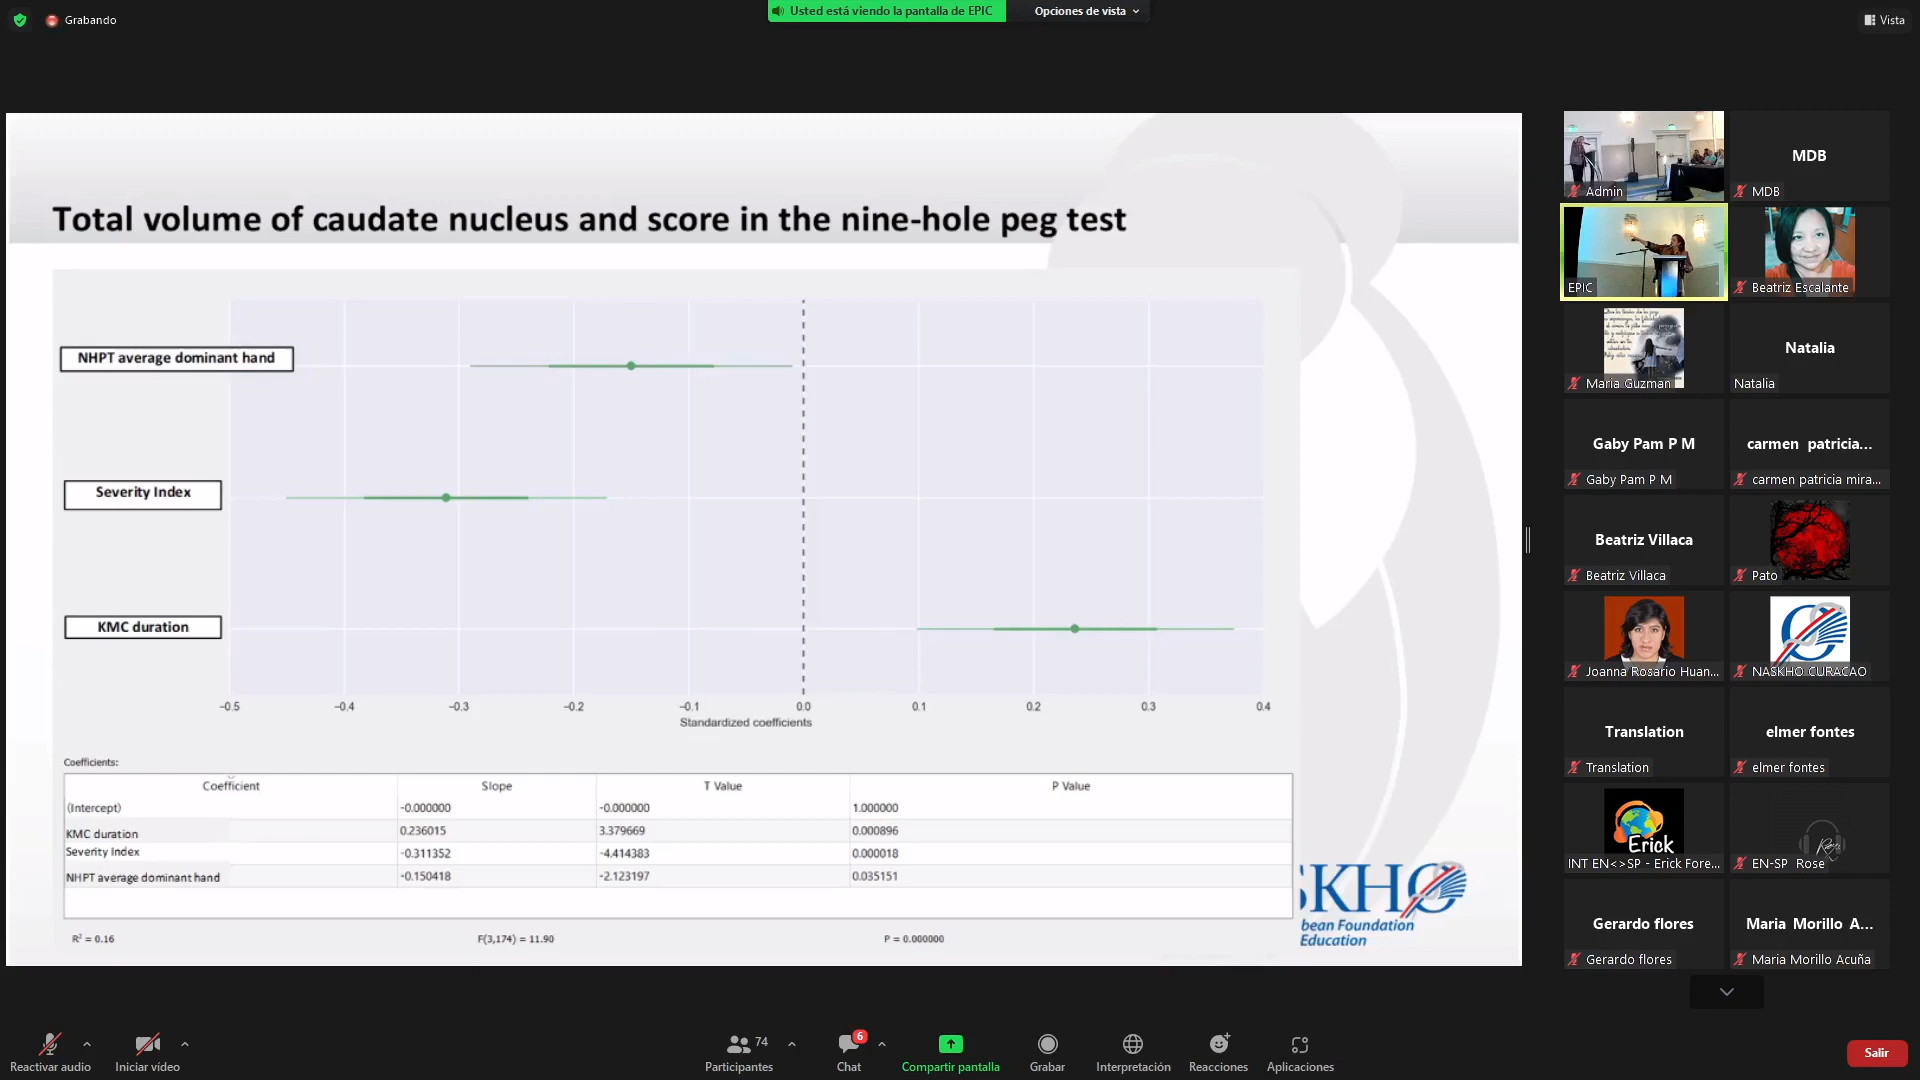 Grabando
Usted está viendo la pantalla de EPIC
Opciones de vista
Vista
Total volume of caudate nucleus and score in the nine-hole peg test
NHPT average dominant hand
Severity Index
KMC duration
−0.5 −0.4 −0.3 −0.2 −0.1 0.0 0.1 0.2 0.3 0.4
Standardized coefficients
Coefficients:
Coefficient Slope T Value P Value
(Intercept) -0.000000 -0.000000 1.000000
KMC duration 0.236015 3.379669 0.000896
Severity Index -0.311352 -4.414383 0.000018
NHPT average dominant hand -0.150418 -2.123197 0.035151
R² = 0.16 F(3,174) = 11.90 P = 0.000000
SKHO
bean Foundation
Education
Admin
MDB
MDB
EPIC
Beatriz Escalante
Maria Guzman
Natalia
Natalia
Gaby Pam P M
Gaby Pam P M
carmen patricia...
carmen patricia mira...
Beatriz Villaca
Beatriz Villaca
Pato
Joanna Rosario Huan...
NASKHO CURACAO
Translation
Translation
elmer fontes
elmer fontes
Erick
INT EN<>SP - Erick Fore...
EN-SP Rose
Gerardo flores
Gerardo flores
Maria Morillo A...
Maria Morillo Acuña
Reactivar audio
Iniciar vídeo
74
Participantes
6
Chat
Compartir pantalla
Grabar
Interpretación
Reacciones
Aplicaciones
Salir